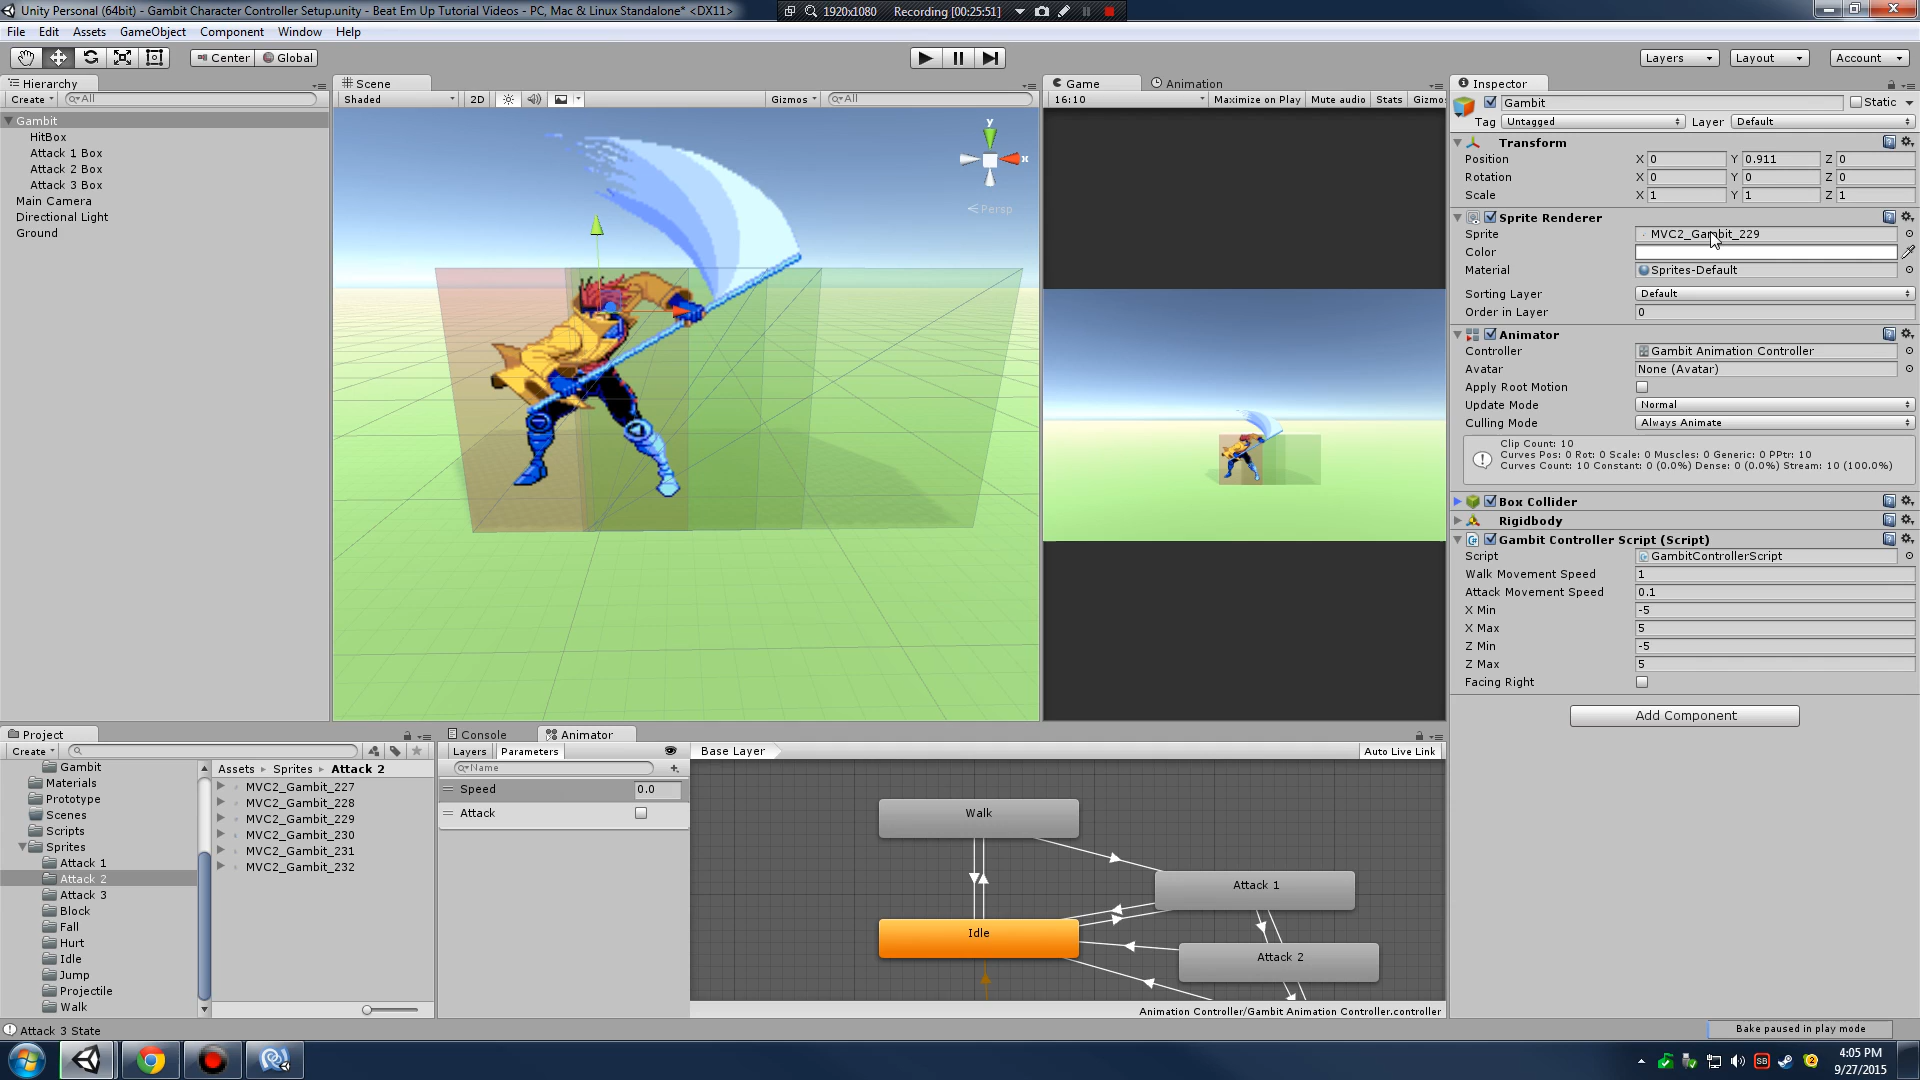 Unity Personal (64bit) - Gambit Character Controller Setup.unity - Beat Em Up Tutorial Videos - PC, Mac & Linux Standalone* <DX11>
1920x1080 Recording [00:25:51]
File Edit Assets GameObject Component Window Help
Center Global
Layers Layout Account
Hierarchy
Create All
Gambit
HitBox
Attack 1 Box
Attack 2 Box
Attack 3 Box
Main Camera
Directional Light
Ground
Scene
Shaded 2D Gizmos All
y
x
Persp
Game Animation
16:10 Maximize on Play Mute audio Stats Gizmos
Inspector
Gambit Static
Tag Untagged Layer Default
Transform
Position X 0 Y 0.911 Z 0
Rotation X 0 Y 0 Z 0
Scale X 1 Y 1 Z 1
Sprite Renderer
Sprite MVC2_Gambit_229
Color
Material Sprites-Default
Sorting Layer Default
Order in Layer 0
Animator
Controller Gambit Animation Controller
Avatar None (Avatar)
Apply Root Motion
Update Mode Normal
Culling Mode Always Animate
Clip Count: 10
Curves Pos: 0 Rot: 0 Scale: 0 Muscles: 0 Generic: 0 PPtr: 10
Curves Count: 10 Constant: 0 (0.0%) Dense: 0 (0.0%) Stream: 10 (100.0%)
Box Collider
Rigidbody
Gambit Controller Script (Script)
Script GambitControllerScript
Walk Movement Speed 1
Attack Movement Speed 0.1
X Min -5
X Max 5
Z Min -5
Z Max 5
Facing Right
Add Component
Project
Create
Gambit
Materials
Prototype
Scenes
Scripts
Sprites
Attack 1
Attack 2
Attack 3
Block
Fall
Hurt
Idle
Jump
Projectile
Walk
Assets Sprites Attack 2
MVC2_Gambit_227
MVC2_Gambit_228
MVC2_Gambit_229
MVC2_Gambit_230
MVC2_Gambit_231
MVC2_Gambit_232
Console Animator
Layers Parameters Base Layer Auto Live Link
Name
Speed 0.0
Attack
Walk
Attack 1
Idle
Attack 2
Animation Controller/Gambit Animation Controller.controller
Attack 3 State
Bake paused in play mode
4:05 PM
9/27/2015